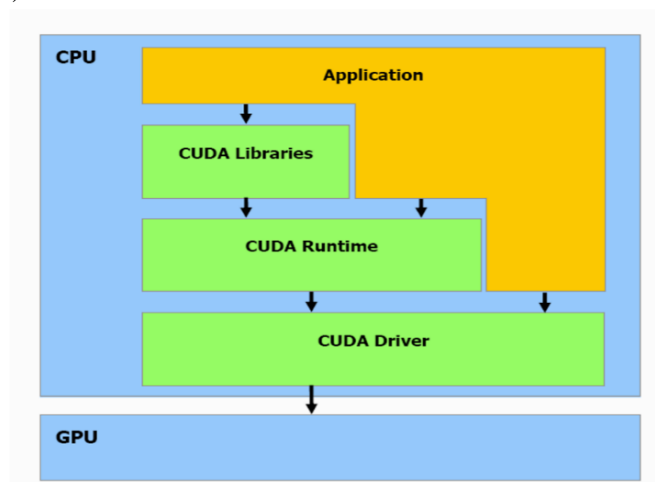 CPU
Application
CUDA Libraries
CUDA Runtime
CUDA Driver
GPU